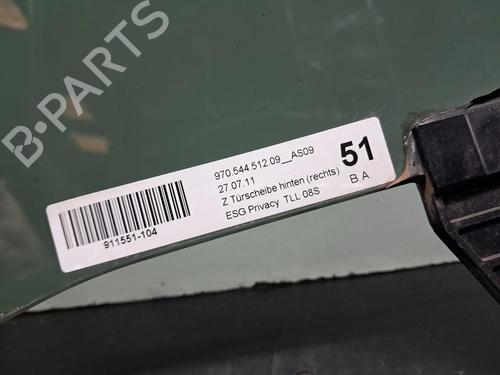 B-PARTS
970 544 512 09__AS09
27.07.11
Z Türscheibe hinten (rechts)
ESG Privacy TLL 08S
51
B A
911551-104